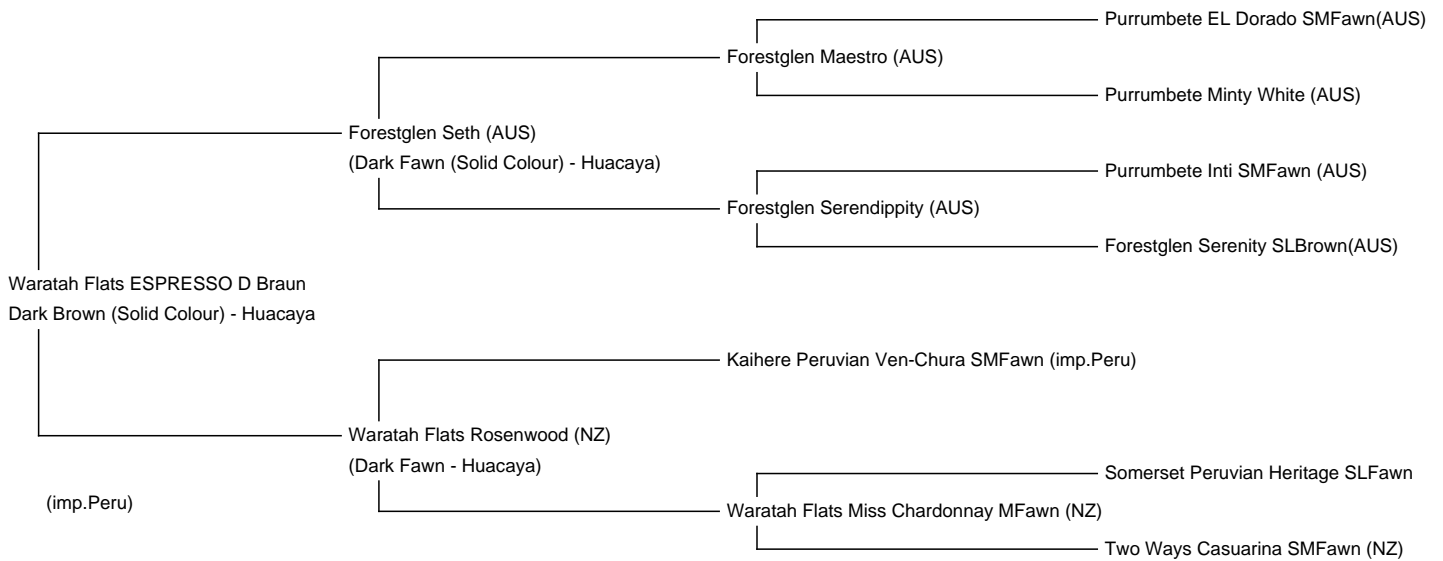 Purrumbete EL Dorado SMFawn(AUS)
Forestglen Maestro (AUS)
Purrumbete Minty White (AUS)
Forestglen Seth (AUS)
(Dark Fawn (Solid Colour) - Huacaya)
Purrumbete Inti SMFawn (AUS)
Forestglen Serendippity (AUS)
Forestglen Serenity SLBrown(AUS)
Waratah Flats ESPRESSO D Braun
Dark Brown (Solid Colour) - Huacaya
Kaihere Peruvian Ven-Chura SMFawn (imp.Peru)
Waratah Flats Rosenwood (NZ)
(Dark Fawn - Huacaya)
Somerset Peruvian Heritage SLFawn
(imp.Peru)
Waratah Flats Miss Chardonnay MFawn (NZ)
Two Ways Casuarina SMFawn (NZ)